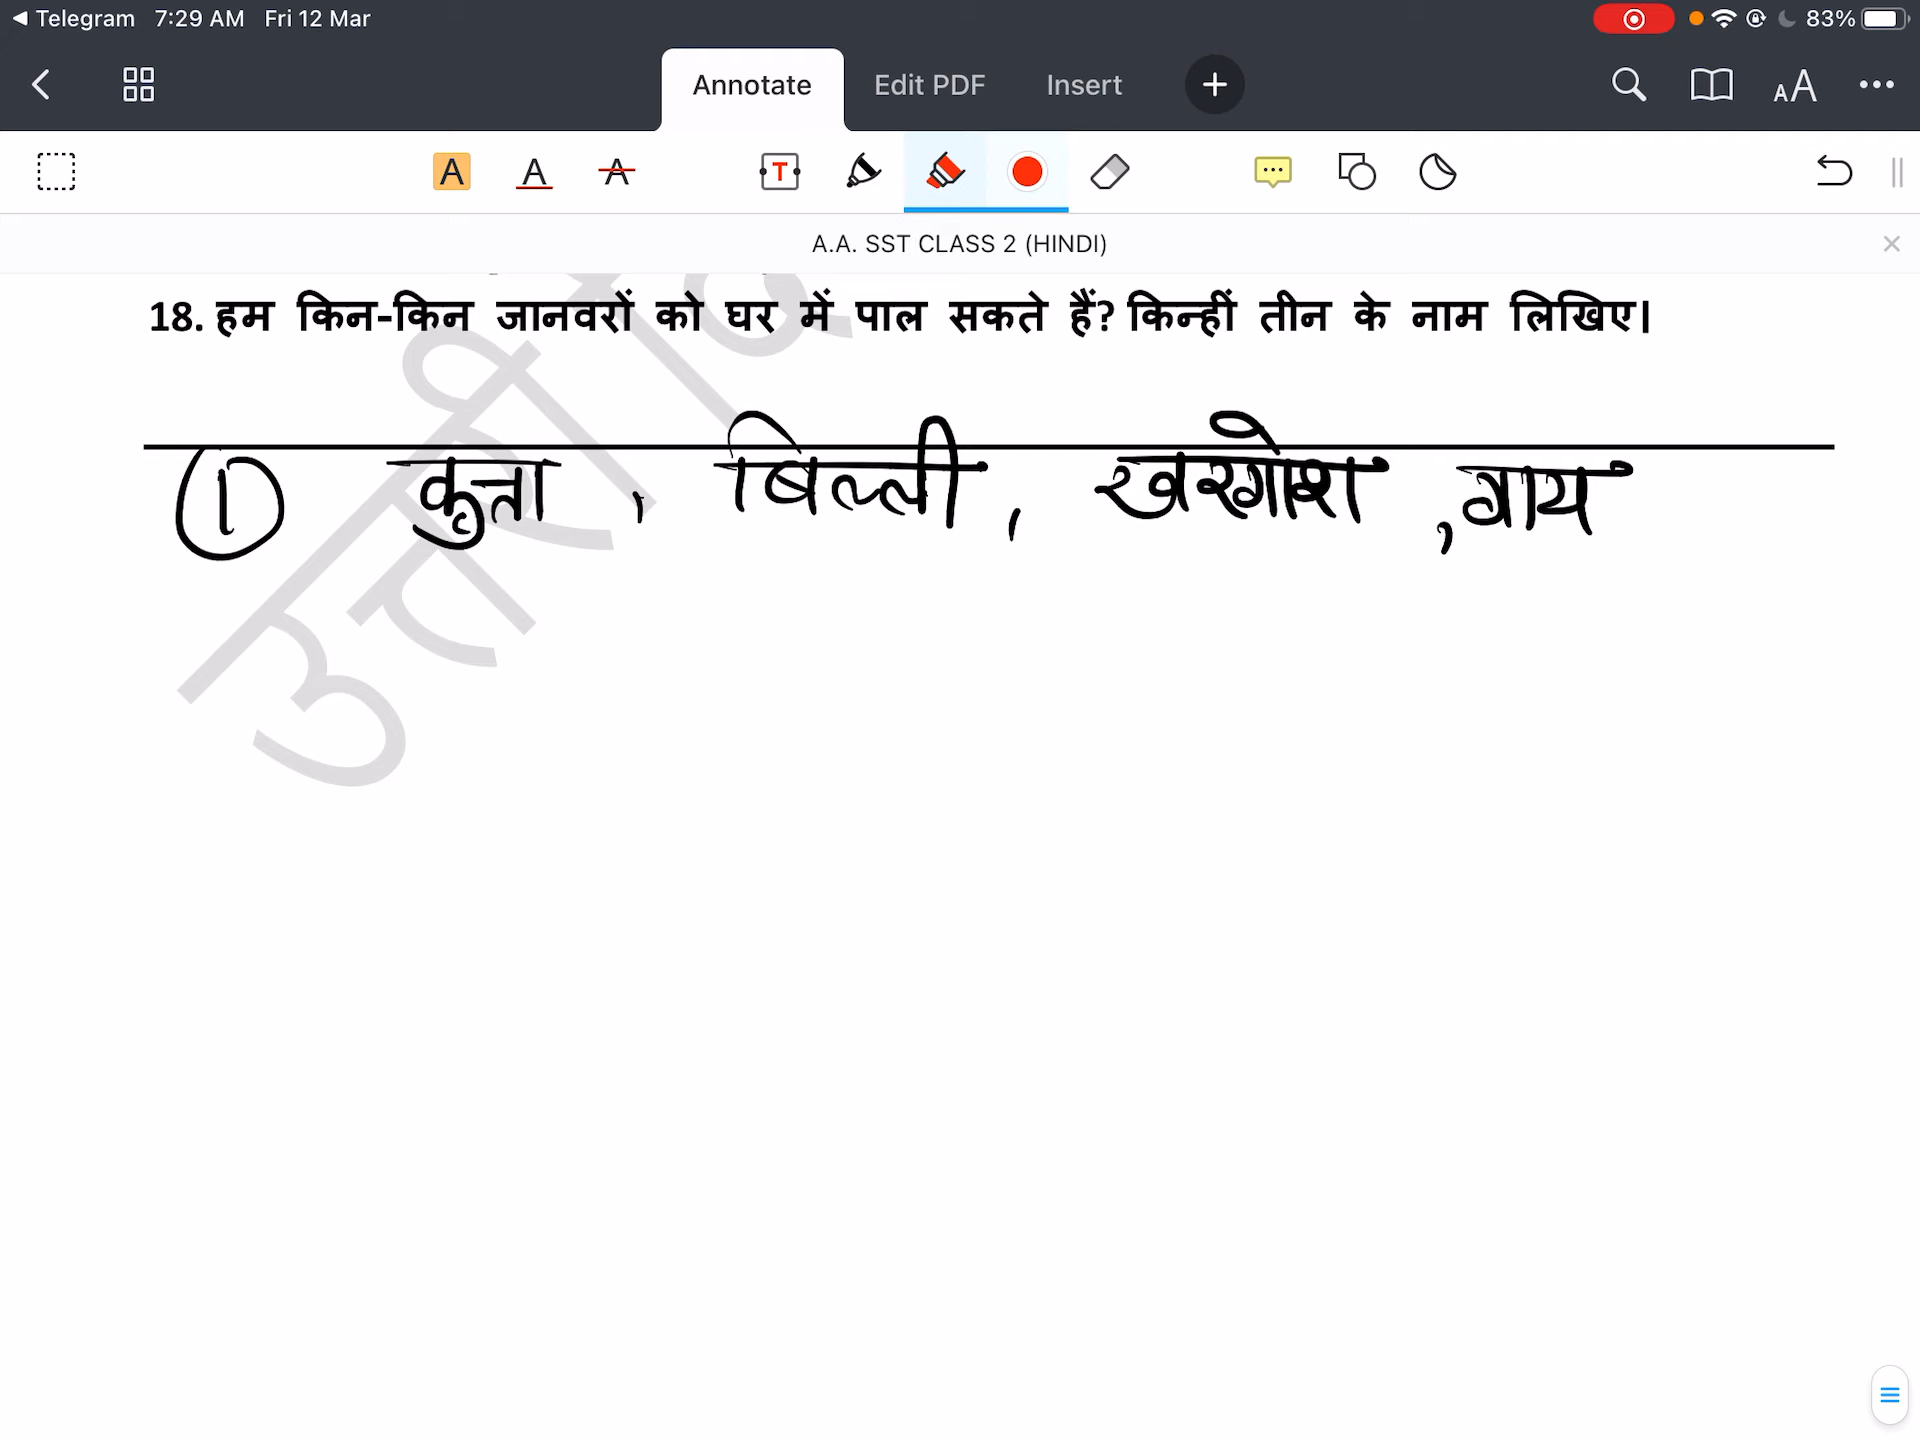 Telegram 7:29 AM Fri 12 Mar 83%
Annotate Edit PDF Insert
A A A T AA
A.A. SST CLASS 2 (HINDI)
18. हम किन-किन जानवरों को घर में पाल सकते हैं? किन्हीं तीन के नाम लिखिए।
① कुत्ता , बिल्ली , खरगोश , गाय